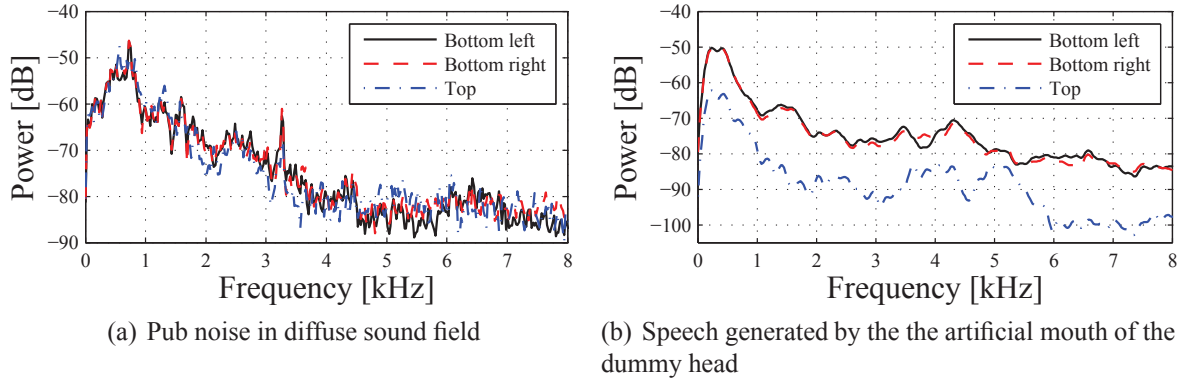 −40
−50
−60
−70
−80
−90
Power [dB]
Bottom left
Bottom right
Top
0 1 2 3 4 5 6 7 8
Frequency [kHz]
(a) Pub noise in diffuse sound field
−40
−50
−60
−70
−80
−90
−100
Power [dB]
Bottom left
Bottom right
Top
0 1 2 3 4 5 6 7 8
Frequency [kHz]
(b) Speech generated by the the artificial mouth of the
dummy head